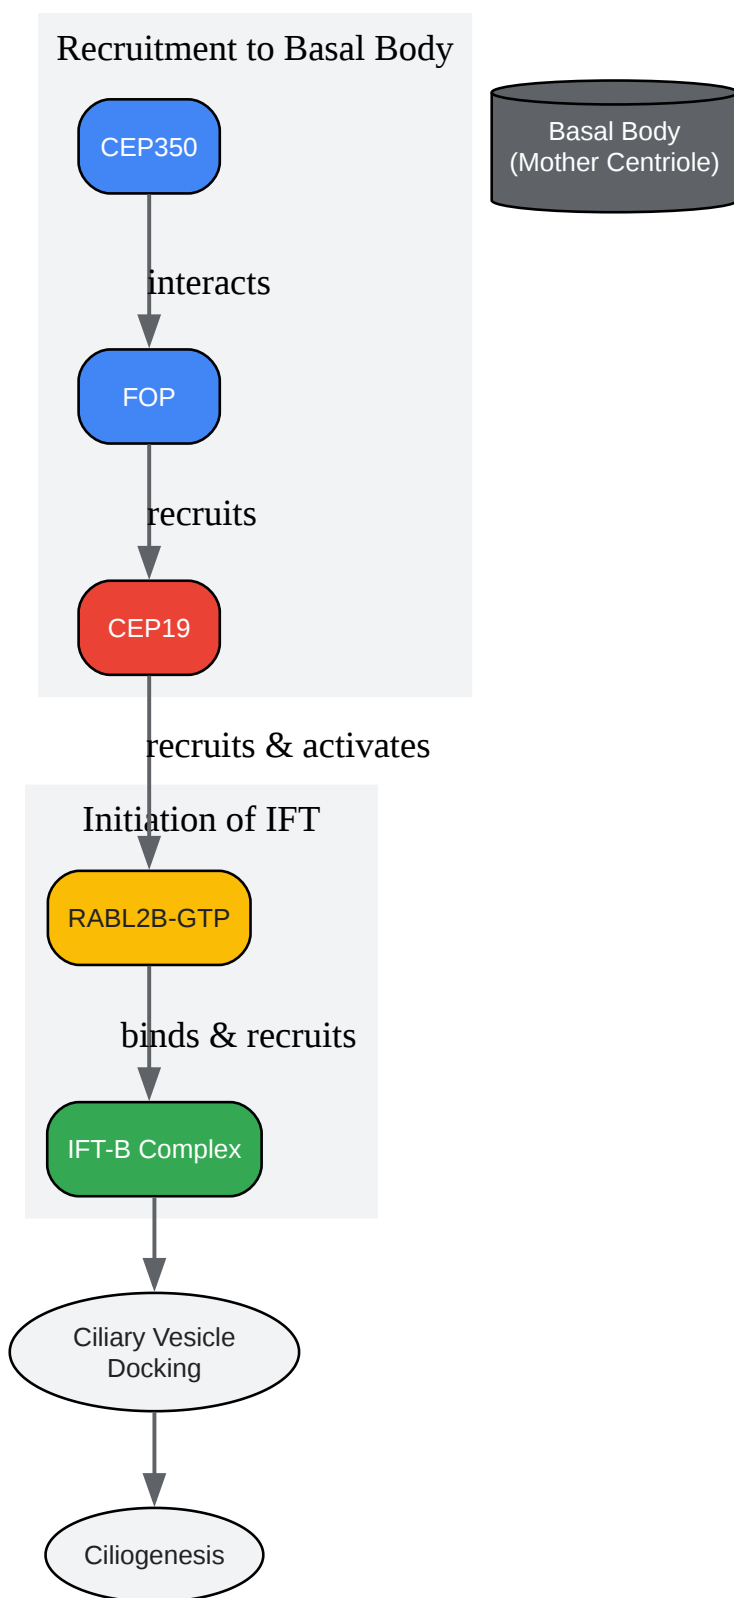 Recruitment to Basal Body
CEP350
Basal Body
(Mother Centriole)
interacts
FOP
recruits
CEP19
recruits & activates
Initiation of IFT
RABL2B-GTP
binds & recruits
IFT-B Complex
Ciliary Vesicle
Docking
Ciliogenesis